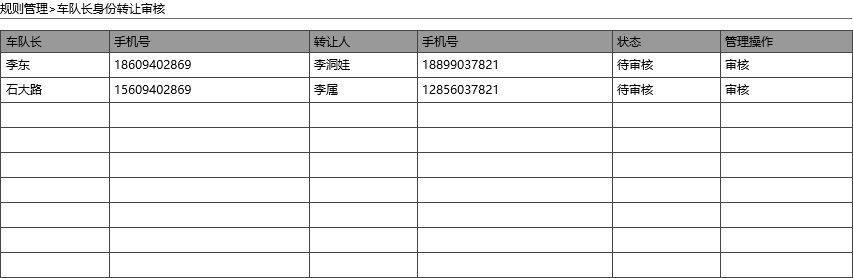 规则管理>车队长身份转让审核
车队长 手机号 转让人 手机号 状态 管理操作
李东 18609402869 李洞娃 18899037821 待审核 审核
石大路 15609402869 李属 12856037821 待审核 审核